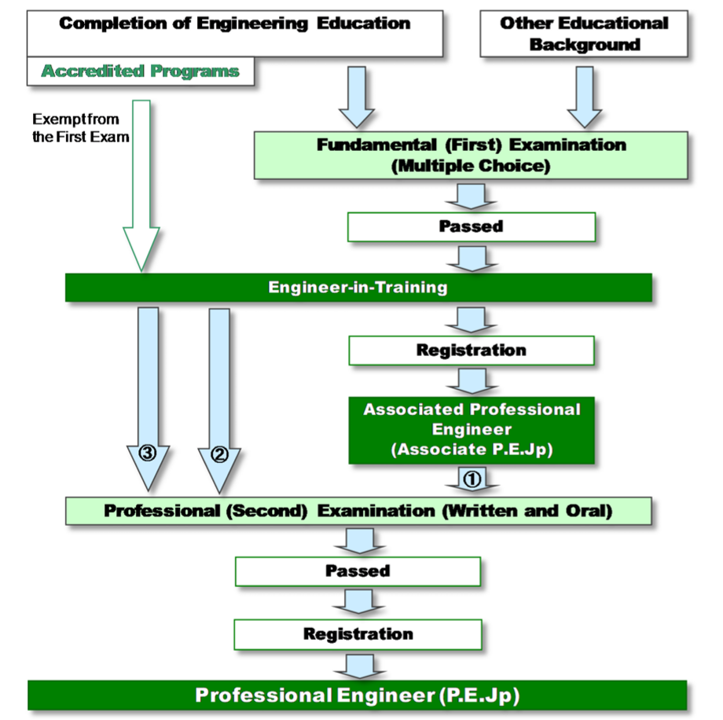 Completion of Engineering Education
Other Educational
Background
Accredited Programs
Exempt from
the First Exam
Fundamental (First) Examination
(Multiple Choice)
Passed
Engineer-in-Training
Registration
Associated Professional
Engineer
(Associate P.E.Jp)
③
②
①
Professional (Second) Examination (Written and Oral)
Passed
Registration
Professional Engineer (P.E.Jp)